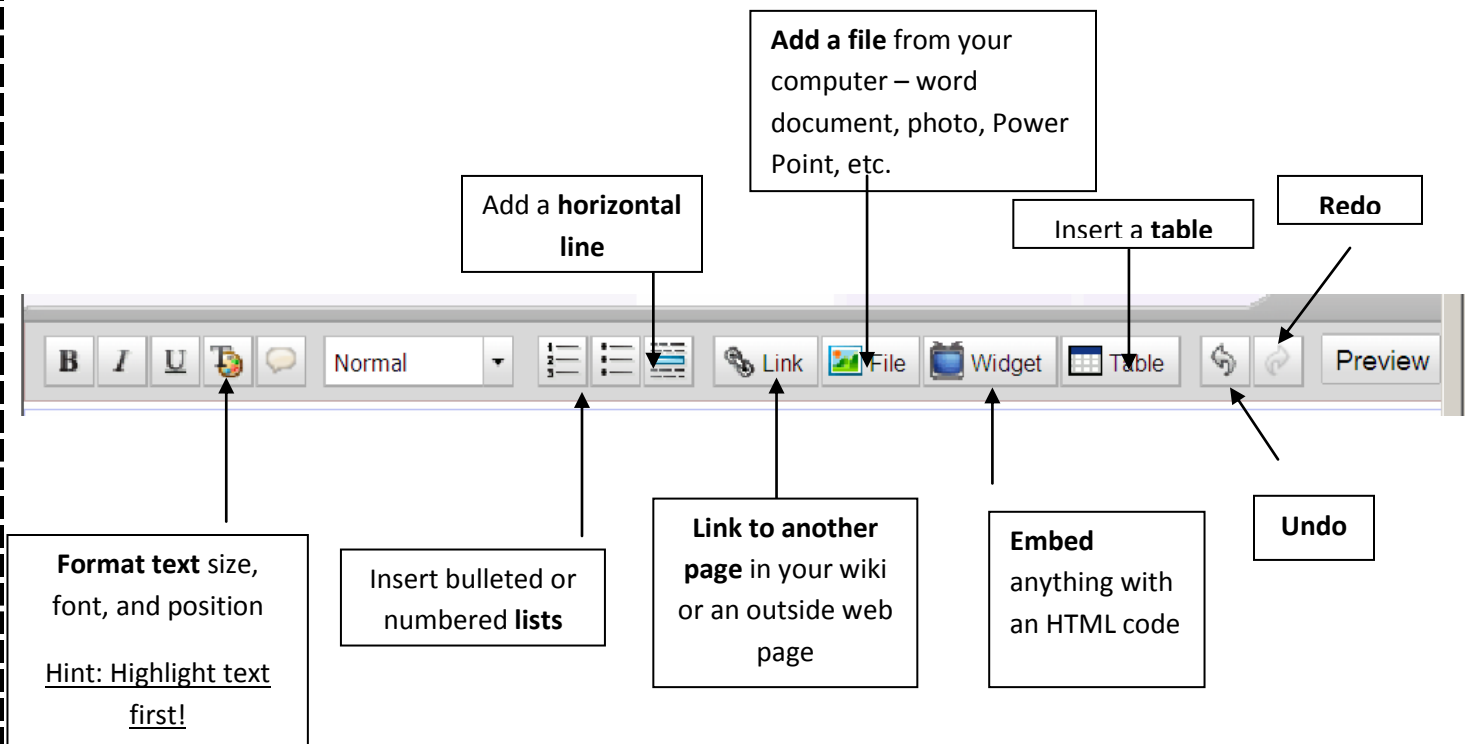 Add a file from your
computer – word
document, photo, Power
Point, etc.
Add a horizontal
line
Insert a table
Redo
B I U T Normal 1 2 3 Link File Widget Table Preview
Format text size,
font, and position
Hint: Highlight text
first!
Insert bulleted or
numbered lists
Link to another
page in your wiki
or an outside web
page
Embed
anything with
an HTML code
Undo